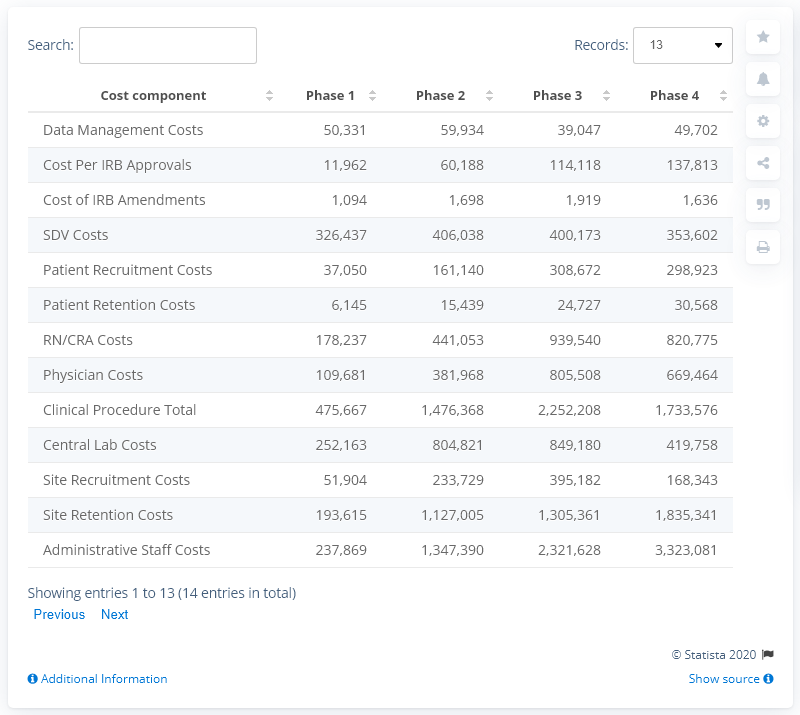 Search:
Records: 13
Cost component Phase 1 Phase 2 Phase 3 Phase 4
Data Management Costs 50,331 59,934 39,047 49,702
Cost Per IRB Approvals 11,962 60,188 114,118 137,813
Cost of IRB Amendments 1,094 1,698 1,919 1,636
SDV Costs 326,437 406,038 400,173 353,602
Patient Recruitment Costs 37,050 161,140 308,672 298,923
Patient Retention Costs 6,145 15,439 24,727 30,568
RN/CRA Costs 178,237 441,053 939,540 820,775
Physician Costs 109,681 381,968 805,508 669,464
Clinical Procedure Total 475,667 1,476,368 2,252,208 1,733,576
Central Lab Costs 252,163 804,821 849,180 419,758
Site Recruitment Costs 51,904 233,729 395,182 168,343
Site Retention Costs 193,615 1,127,005 1,305,361 1,835,341
Administrative Staff Costs 237,869 1,347,390 2,321,628 3,323,081
Showing entries 1 to 13 (14 entries in total)
Previous Next
© Statista 2020
Additional Information
Show source